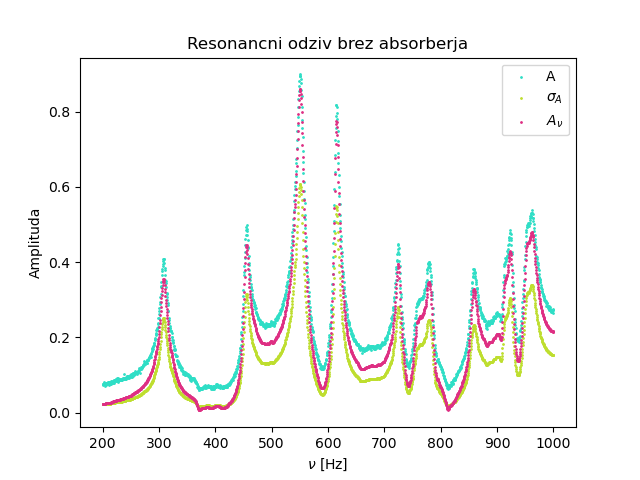 Resonancni odziv brez absorberja
A
σ_A
A_ν
Amplituda
0.8
0.6
0.4
0.2
0.0
200 300 400 500 600 700 800 900 1000
ν [Hz]